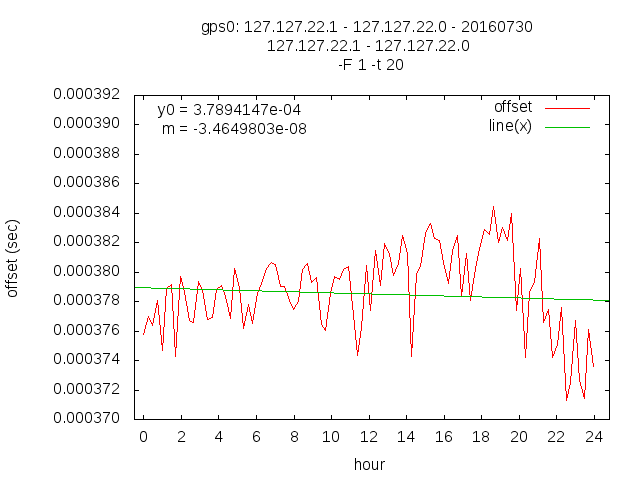 gps0: 127.127.22.1 - 127.127.22.0 - 20160730
127.127.22.1 - 127.127.22.0
-F 1 -t 20
y0 = 3.7894147e-04
m = -3.4649803e-08
offset
line(x)
0.000392
0.000390
0.000388
0.000386
0.000384
0.000382
0.000380
0.000378
0.000376
0.000374
0.000372
0.000370
offset (sec)
0 2 4 6 8 10 12 14 16 18 20 22 24
hour